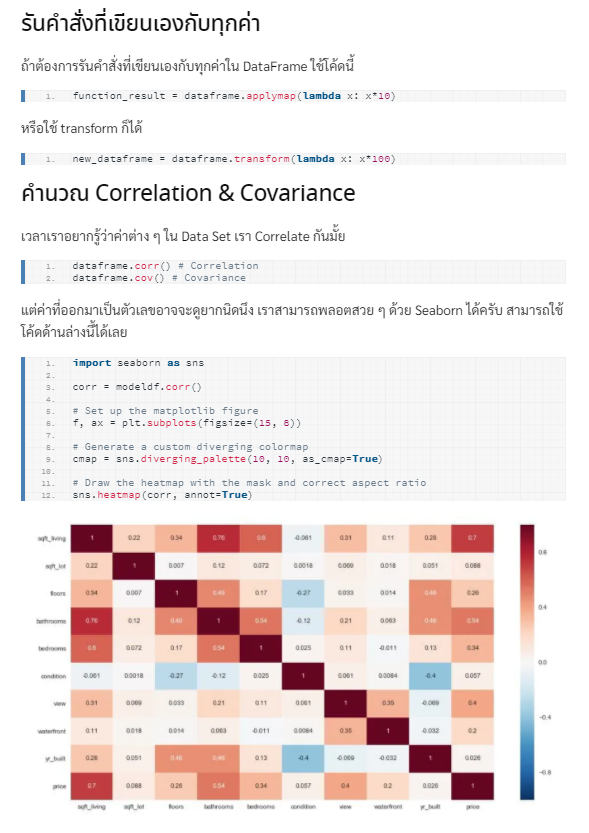 รันคำสั่งที่เขียนเองกับทุกค่า
ถ้าต้องการรันคำสั่งที่เขียนเองกับทุกค่าใน DataFrame ใช้โค้ดนี้
1. function_result = dataframe.applymap(lambda x: x*10)
หรือใช้ transform ก็ได้
1. new_dataframe = dataframe.transform(lambda x: x*100)
คำนวณ Correlation & Covariance
เวลาเราอยากรู้ว่าค่าต่าง ๆ ใน Data Set เรา Correlate กันมั้ย
1. dataframe.corr() # Correlation
2. dataframe.cov() # Covariance
แต่ค่าที่ออกมาเป็นตัวเลขอาจจะดูยากนิดนึง เราสามารถพลอตสวย ๆ ด้วย Seaborn ได้ครับ สามารถใช้
โค้ดด้านล่างนี้ได้เลย
1. import seaborn as sns
2.
3. corr = modeldf.corr()
4.
5. # Set up the matplotlib figure
6. f, ax = plt.subplots(figsize=(15, 8))
7.
8. # Generate a custom diverging colormap
9. cmap = sns.diverging_palette(10, 10, as_cmap=True)
10.
11. # Draw the heatmap with the mask and correct aspect ratio
12. sns.heatmap(corr, annot=True)
sqft_living 1 0.22 0.34 0.76 0.6 -0.061 0.31 0.11 0.28 0.7
sqft_lot 0.22 1 0.007 0.12 0.072 0.0018 0.069 0.018 0.051 0.088
floors 0.34 0.007 1 0.49 0.17 -0.27 0.033 0.014 0.48 0.26
bathrooms 0.76 0.12 0.49 1 0.54 -0.12 0.21 0.063 0.46 0.54
bedrooms 0.6 0.072 0.17 0.54 1 0.025 0.11 -0.011 0.13 0.34
condition -0.061 0.0018 -0.27 -0.12 0.025 1 0.061 0.0084 -0.4 0.057
view 0.31 0.069 0.033 0.21 0.11 0.061 1 0.35 -0.069 0.4
waterfront 0.11 0.018 0.014 0.063 -0.011 0.0084 0.35 1 -0.032 0.2
yr_built 0.28 0.051 0.48 0.46 0.13 -0.4 -0.069 -0.032 1 0.026
price 0.7 0.088 0.26 0.54 0.34 0.057 0.4 0.2 0.026 1
sqft_living sqft_lot floors bathrooms bedrooms condition view waterfront yr_built price
0.8
0.4
0.0
-0.4
-0.8